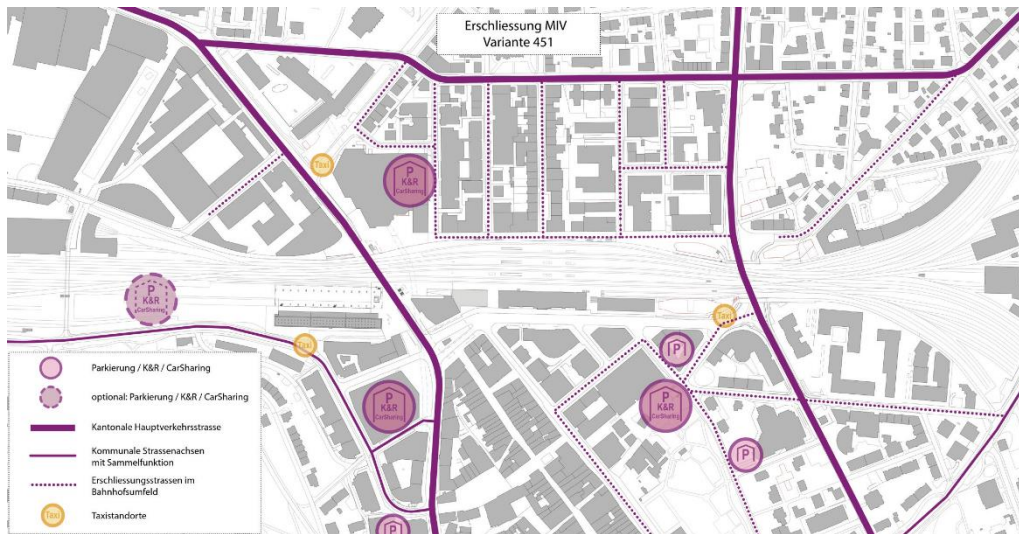 Erschliessung MIV
Variante 451
Taxi
P
K&R
CarSharing
P
K&R
CarSharing
Taxi
Taxi
P
P
K&R
CarSharing
P
K&R
CarSharing
P
P
Parkierung / K&R / CarSharing
optional: Parkierung / K&R / CarSharing
Kantonale Hauptverkehrsstrasse
Kommunale Strassenachsen
mit Sammelfunktion
Erschliessungsstrassen im
Bahnhofsumfeld
Taxi
Taxistandorte